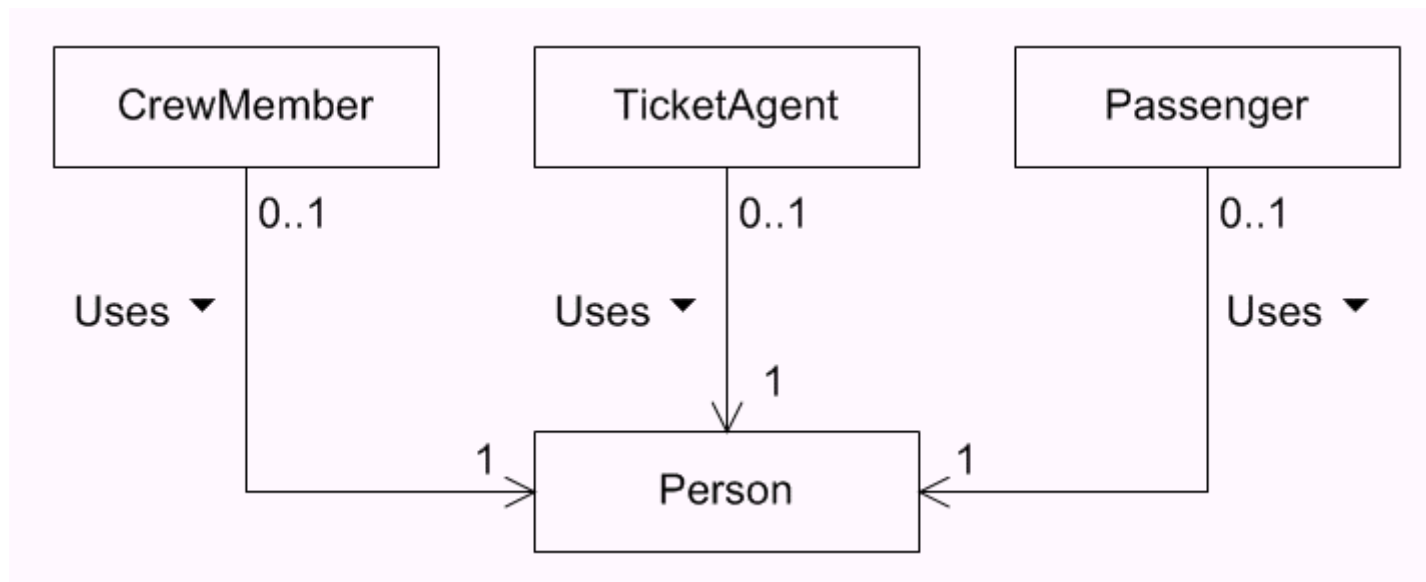 CrewMember
TicketAgent
Passenger
0..1
0..1
0..1
Uses
Uses
Uses
1
1
1
Person